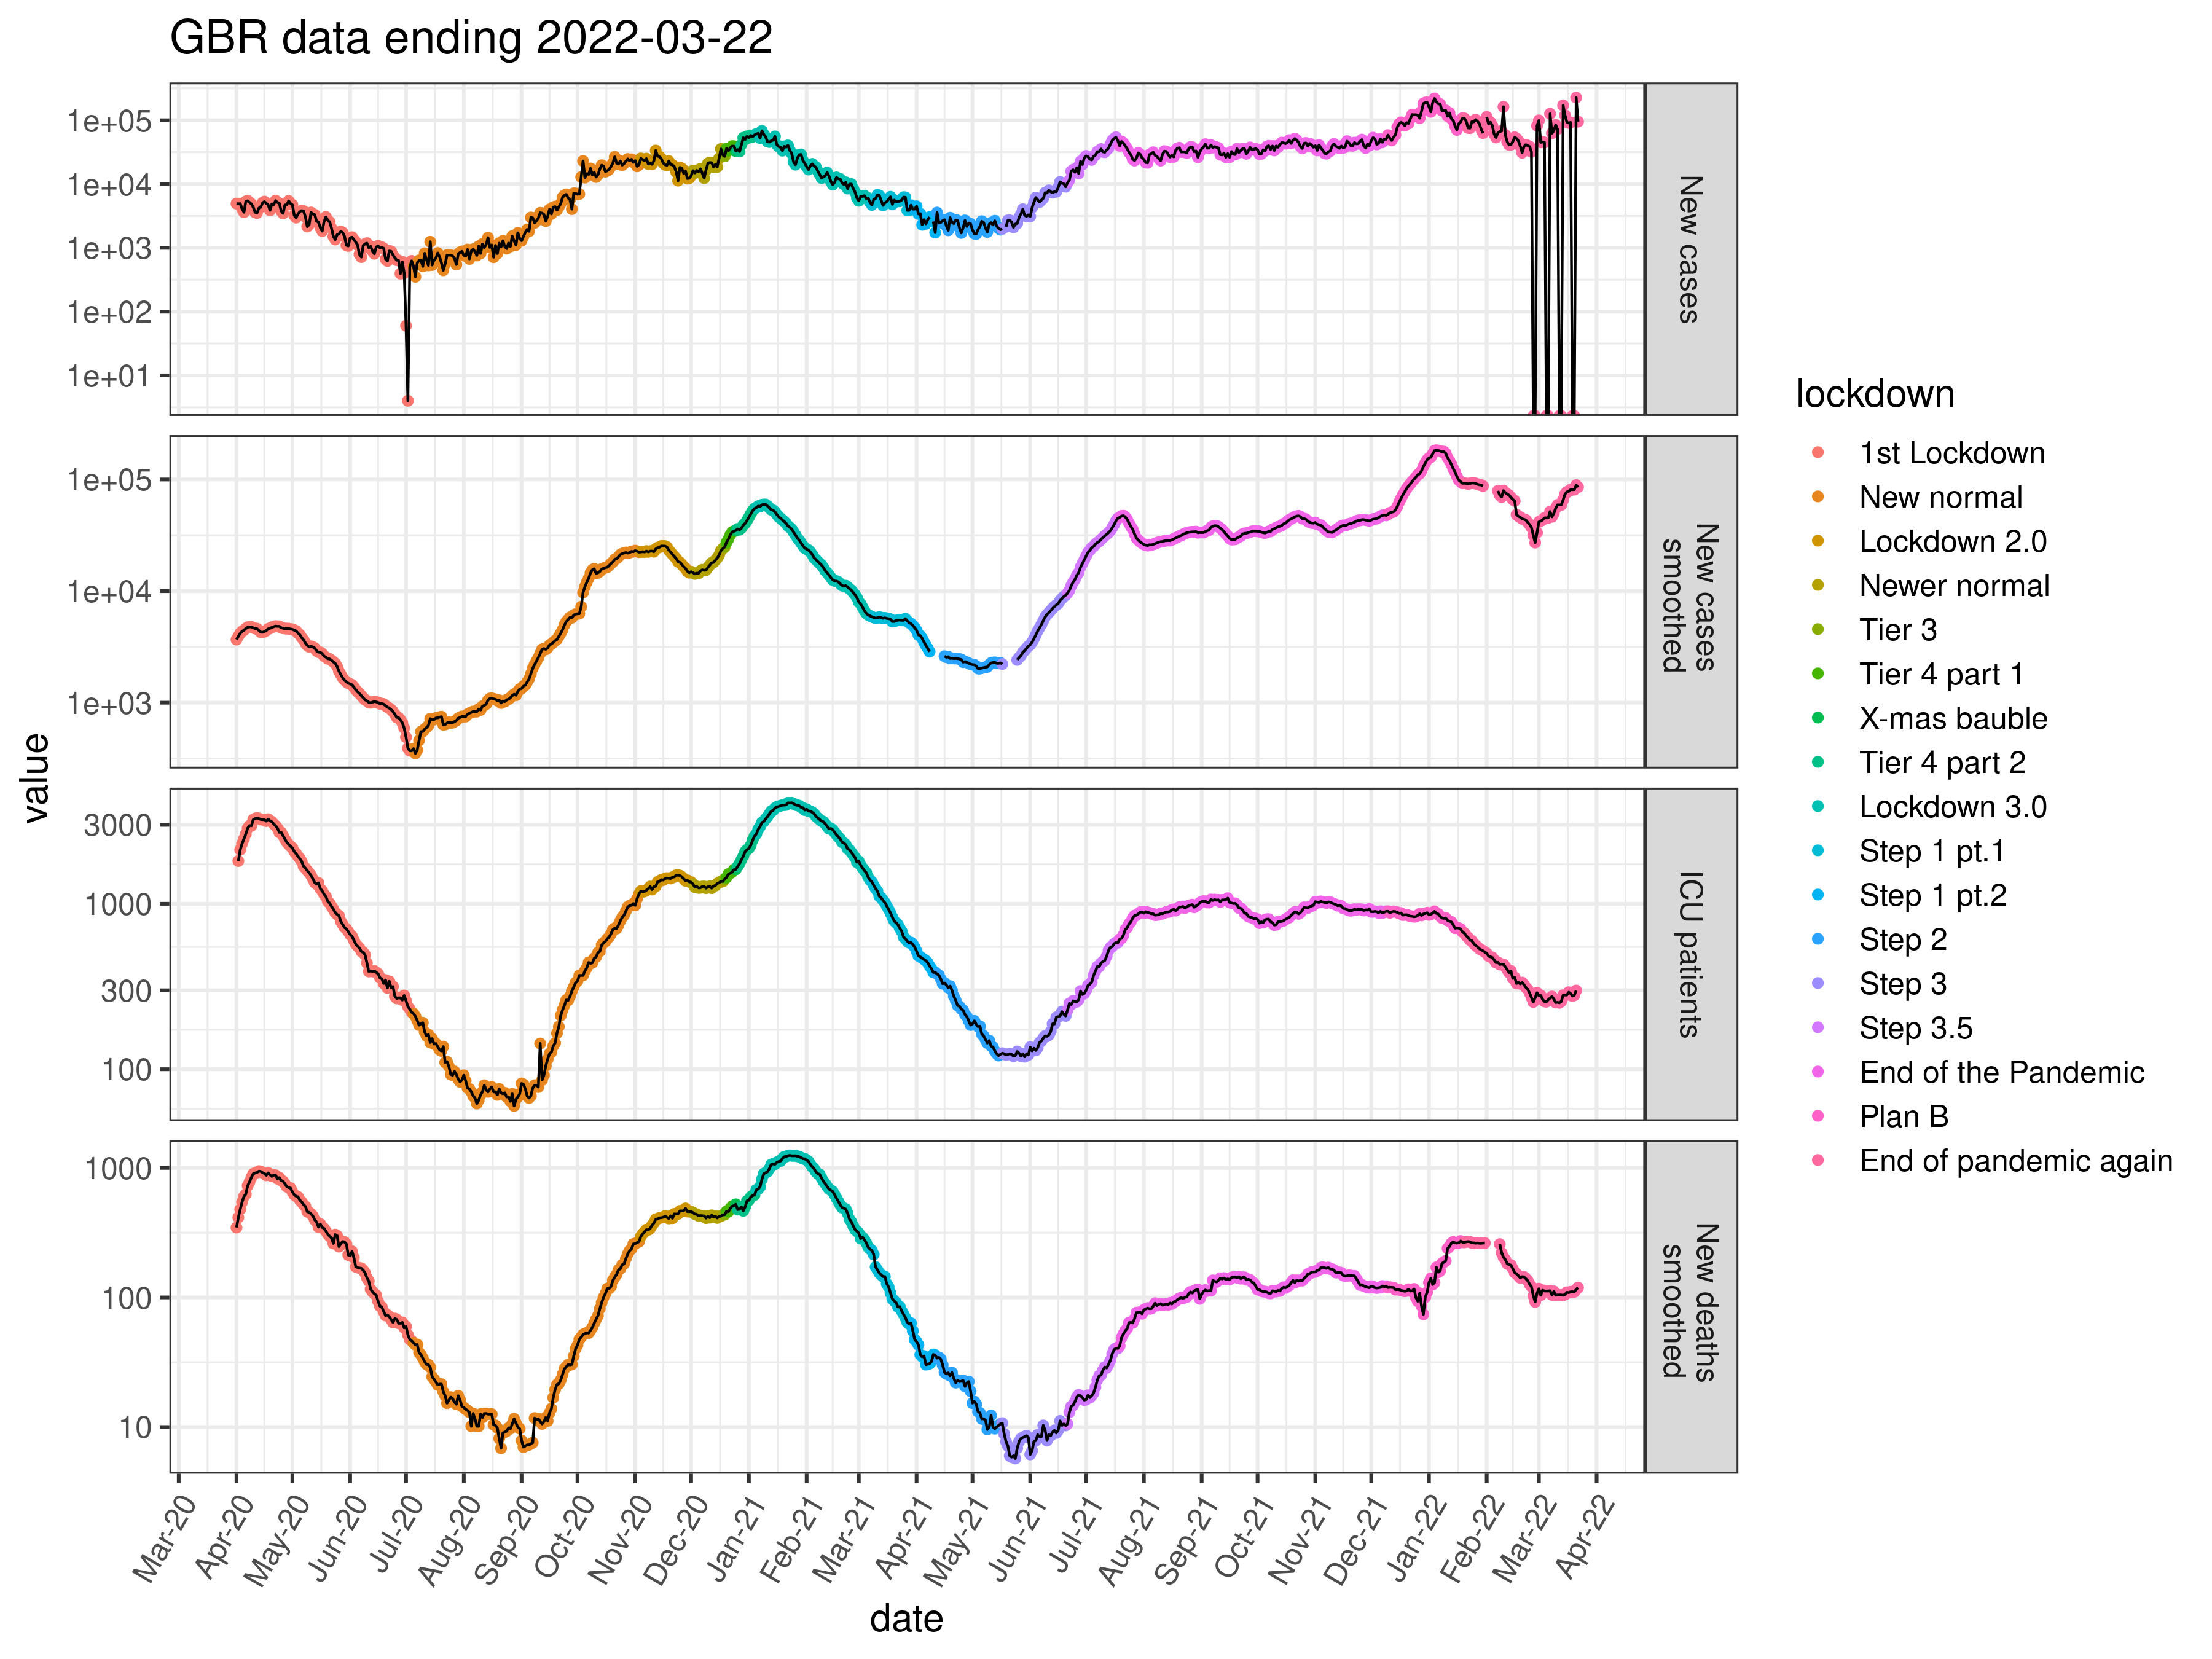 GBR data ending 2022-03-22
1e+05
1e+04
1e+03
1e+02
1e+01
New cases
1e+05
1e+04
1e+03
New cases
smoothed
3000
1000
300
100
ICU patients
1000
100
10
New deaths
smoothed
value
Mar-20
Apr-20
May-20
Jun-20
Jul-20
Aug-20
Sep-20
Oct-20
Nov-20
Dec-20
Jan-21
Feb-21
Mar-21
Apr-21
May-21
Jun-21
Jul-21
Aug-21
Sep-21
Oct-21
Nov-21
Dec-21
Jan-22
Feb-22
Mar-22
Apr-22
date
lockdown
1st Lockdown
New normal
Lockdown 2.0
Newer normal
Tier 3
Tier 4 part 1
X-mas bauble
Tier 4 part 2
Lockdown 3.0
Step 1 pt.1
Step 1 pt.2
Step 2
Step 3
Step 3.5
End of the Pandemic
Plan B
End of pandemic again